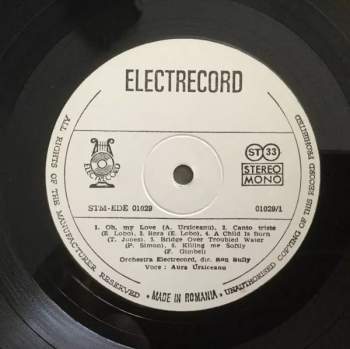 ELECTRECORD
ST 33
STEREO
MONO
STM-EDE 01029
01029/1
1. Oh, my Love (A. Urziceanu). 2. Canto triste
(E. Lobo). 3. Reza (E. Lobo). 4. A Child is Born
(T. Jones). 5. Bridge Over Troubled Water
(P. Simon). 6. Killing me Softly
(F. Gimbel)
Orchestra Electrecord, dir. Ron Rully
Voce: Aura Urziceanu
ALL RIGHTS OF THE MANUFACTURER RESERVED
• MADE IN ROMANIA •
UNAUTHORISED COPYING OF THIS RECORD PROHIBITED